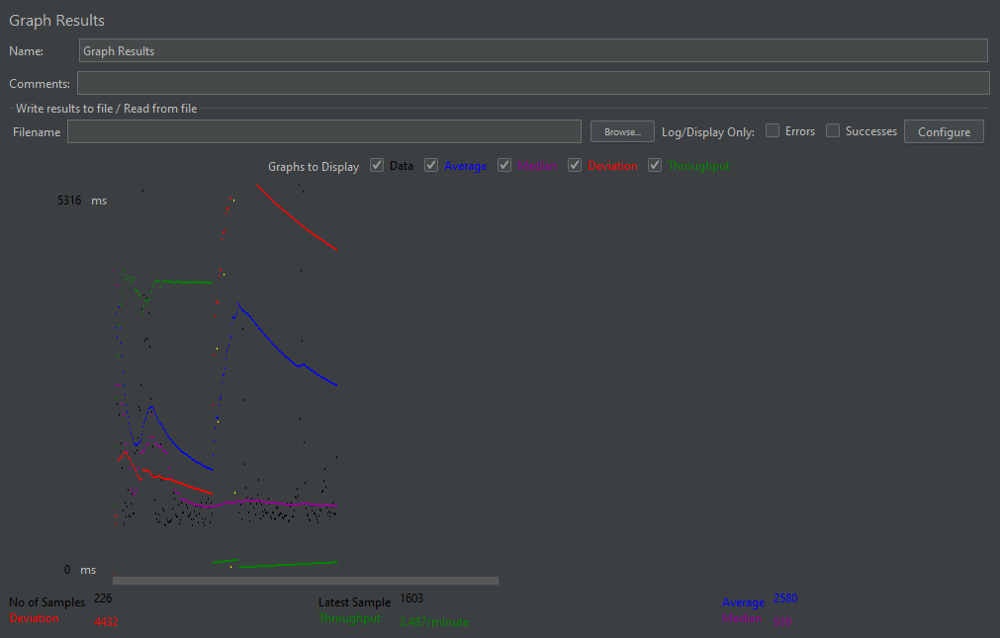 Graph Results
Name: Graph Results
Comments:
Write results to file / Read from file
Filename Browse... Log/Display Only: Errors Successes Configure
Graphs to Display Data Average Median Deviation Throughput
5316 ms
0 ms
No of Samples 226 Latest Sample 1603 Average 2580
Deviation 4432 Throughput 2.487/minute Median